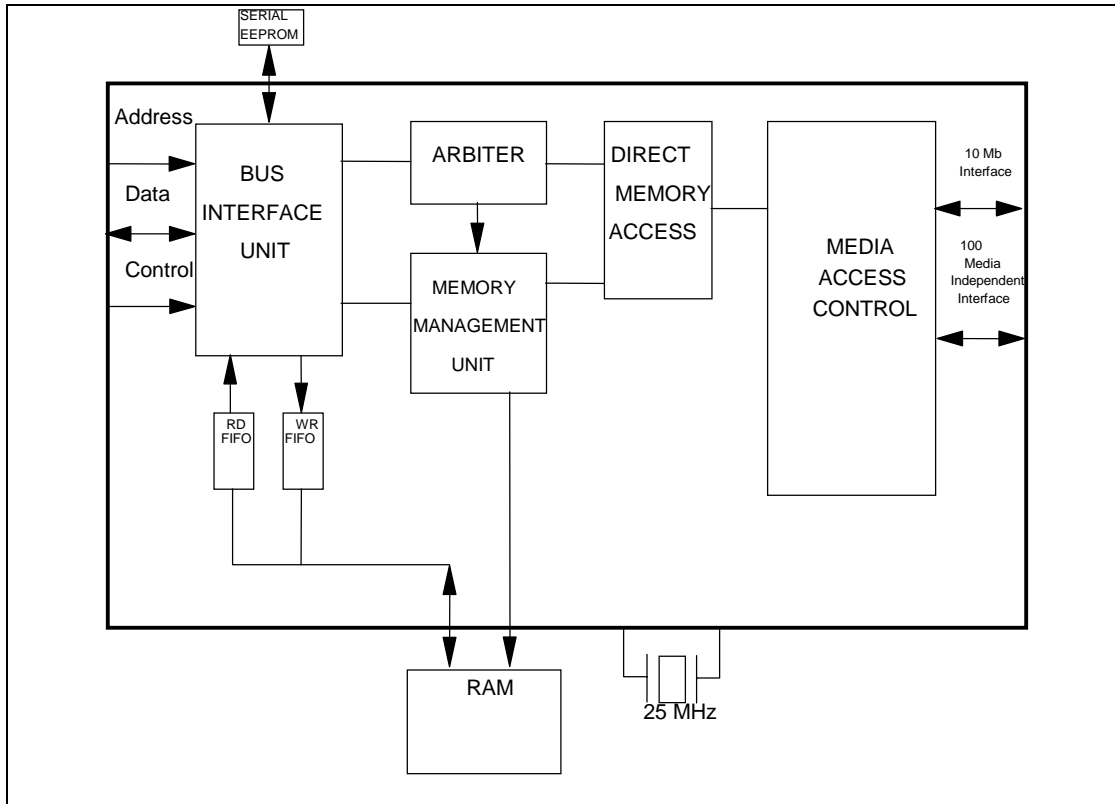 SERIAL
EEPROM
Address
Data
Control
BUS
INTERFACE
UNIT
ARBITER
DIRECT
MEMORY
ACCESS
MEMORY
MANAGEMENT
UNIT
MEDIA
ACCESS
CONTROL
10 Mb
Interface
100
Media
Independent
Interface
RD
FIFO
WR
FIFO
RAM
25 MHz